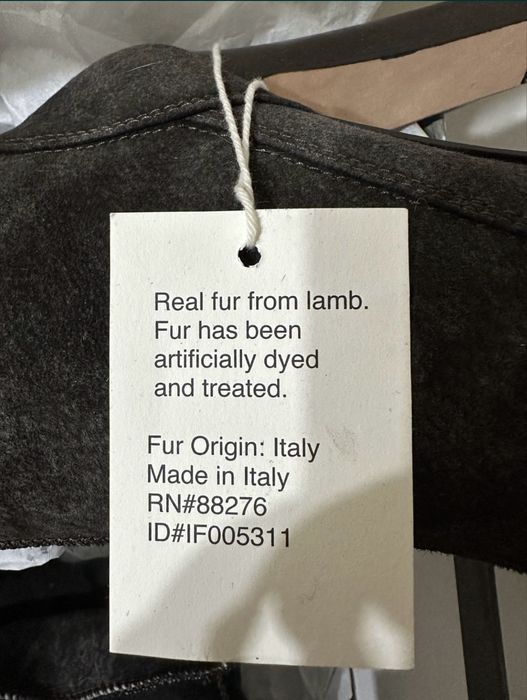 Real fur from lamb.
Fur has been
artificially dyed
and treated.
Fur Origin: Italy
Made in Italy
RN#88276
ID#IF005311